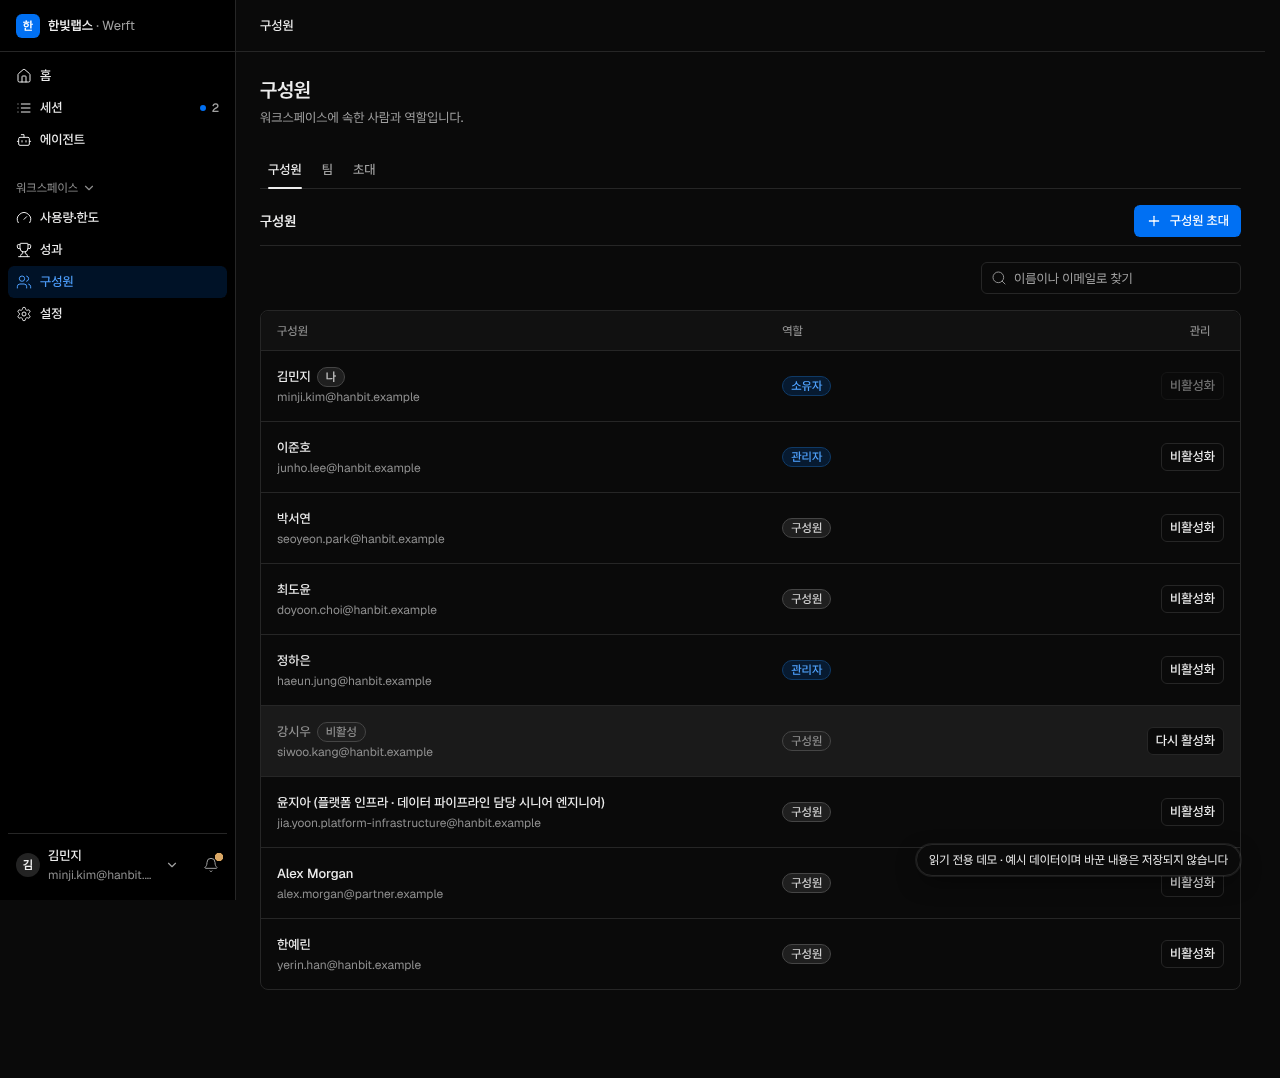 한 한빛랩스 · Werft
구성원
홈
세션 2
에이전트
워크스페이스
사용량·한도
성과
구성원
설정
김 김민지
minji.kim@hanbit....
구성원
워크스페이스에 속한 사람과 역할입니다.
구성원 팀 초대
구성원
구성원 초대
이름이나 이메일로 찾기
구성원 역할 관리
김민지 나
minji.kim@hanbit.example
소유자
비활성화
이준호
junho.lee@hanbit.example
관리자
비활성화
박서연
seoyeon.park@hanbit.example
구성원
비활성화
최도윤
doyoon.choi@hanbit.example
구성원
비활성화
정하은
haeun.jung@hanbit.example
관리자
비활성화
강시우 비활성
siwoo.kang@hanbit.example
구성원
다시 활성화
윤지아 (플랫폼 인프라 · 데이터 파이프라인 담당 시니어 엔지니어)
jia.yoon.platform-infrastructure@hanbit.example
구성원
비활성화
읽기 전용 데모 · 예시 데이터이며 바꾼 내용은 저장되지 않습니다
Alex Morgan
alex.morgan@partner.example
구성원
비활성화
한예린
yerin.han@hanbit.example
구성원
비활성화